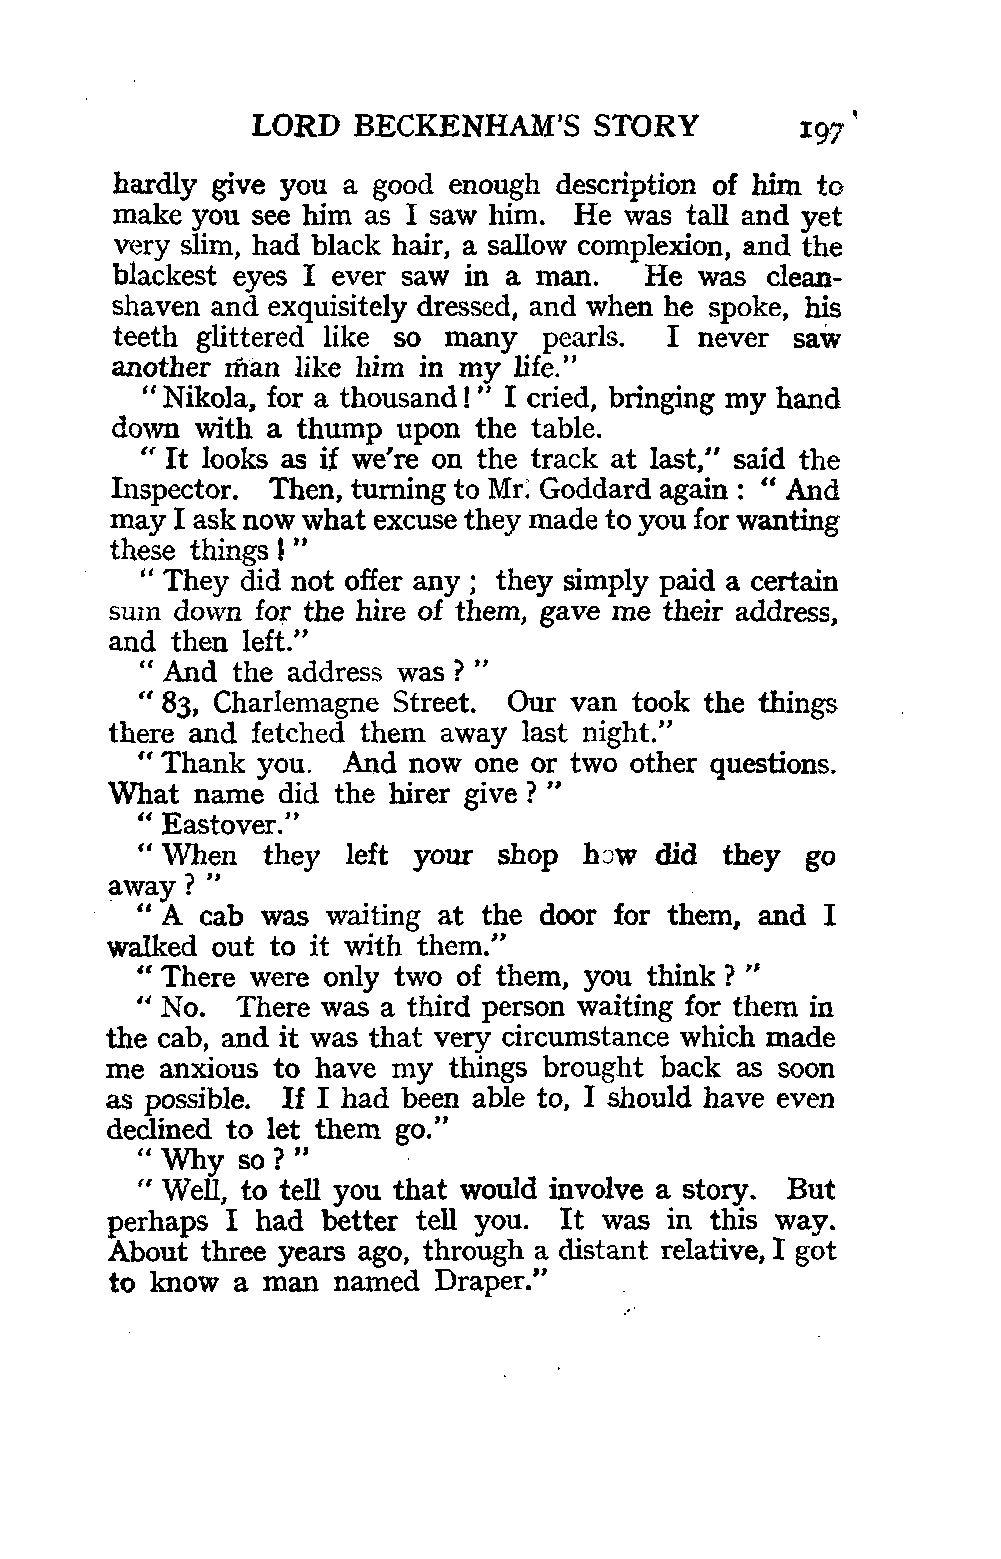 LORD BECKENHAM'S STORY 197
hardly give you a good enough description of him to
make you see him as I saw him. He was tall and yet
very slim, had black hair, a sallow complexion, and the
blackest eyes I ever saw in a man. He was clean-
shaven and exquisitely dressed, and when he spoke, his
teeth glittered like so many pearls. I never saw
another man like him in my life."
"Nikola, for a thousand!" I cried, bringing my hand
down with a thump upon the table.
"It looks as if we're on the track at last," said the
Inspector. Then, turning to Mr. Goddard again: "And
may I ask now what excuse they made to you for wanting
these things!"
"They did not offer any; they simply paid a certain
sum down for the hire of them, gave me their address,
and then left."
"And the address was?"
"83, Charlemagne Street. Our van took the things
there and fetched them away last night."
"Thank you. And now one or two other questions.
What name did the hirer give?"
"Eastover."
"When they left your shop how did they go
away?"
"A cab was waiting at the door for them, and I
walked out to it with them."
"There were only two of them, you think?"
"No. There was a third person waiting for them in
the cab, and it was that very circumstance which made
me anxious to have my things brought back as soon
as possible. If I had been able to, I should have even
declined to let them go."
"Why so?"
"Well, to tell you that would involve a story. But
perhaps I had better tell you. It was in this way.
About three years ago, through a distant relative, I got
to know a man named Draper."